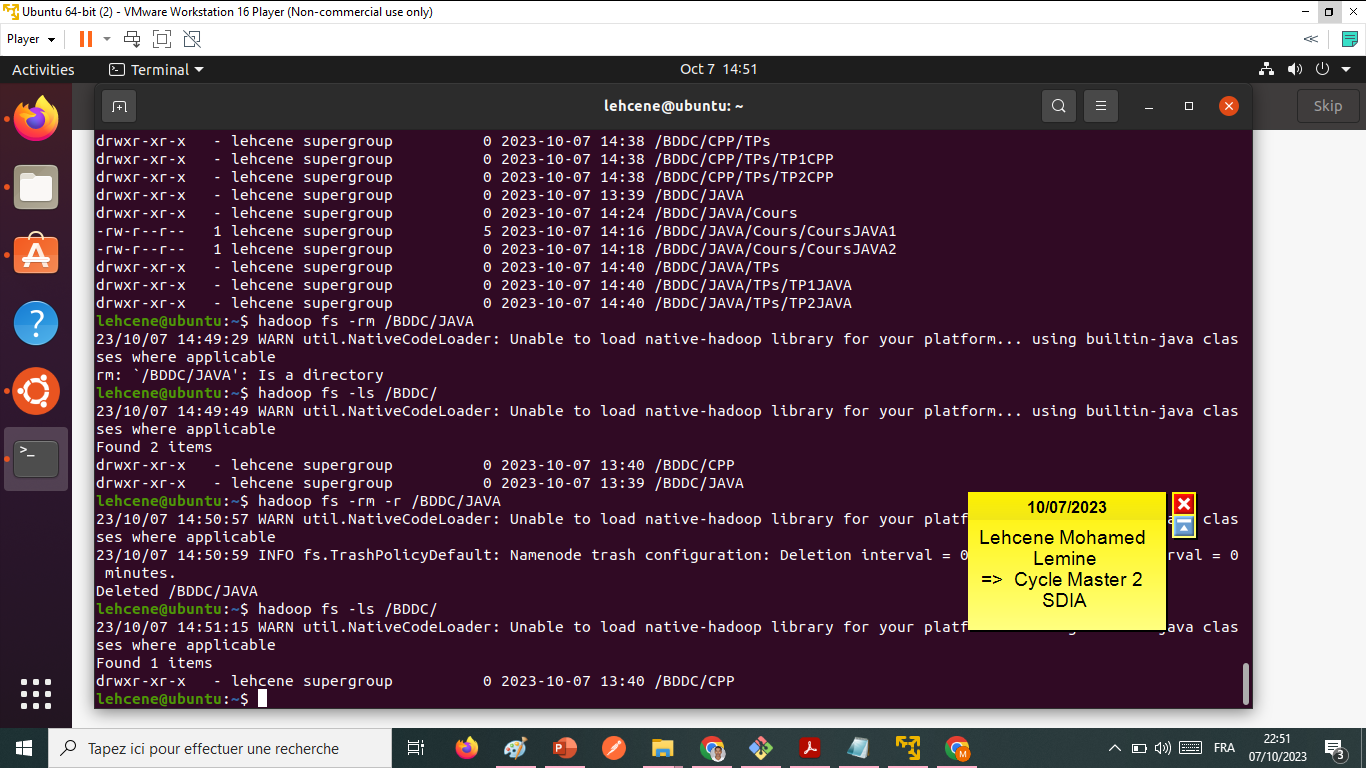 Ubuntu 64-bit (2) - VMware Workstation 16 Player (Non-commercial use only)
Player
Activities
Terminal
Oct 7 14:51
lehcene@ubuntu: ~
Skip
drwxr-xr-x   - lehcene supergroup          0 2023-10-07 14:38 /BDDC/CPP/TPs
drwxr-xr-x   - lehcene supergroup          0 2023-10-07 14:38 /BDDC/CPP/TPs/TP1CPP
drwxr-xr-x   - lehcene supergroup          0 2023-10-07 14:38 /BDDC/CPP/TPs/TP2CPP
drwxr-xr-x   - lehcene supergroup          0 2023-10-07 13:39 /BDDC/JAVA
drwxr-xr-x   - lehcene supergroup          0 2023-10-07 14:24 /BDDC/JAVA/Cours
-rw-r--r--   1 lehcene supergroup          5 2023-10-07 14:16 /BDDC/JAVA/Cours/CoursJAVA1
-rw-r--r--   1 lehcene supergroup          0 2023-10-07 14:18 /BDDC/JAVA/Cours/CoursJAVA2
drwxr-xr-x   - lehcene supergroup          0 2023-10-07 14:40 /BDDC/JAVA/TPs
drwxr-xr-x   - lehcene supergroup          0 2023-10-07 14:40 /BDDC/JAVA/TPs/TP1JAVA
drwxr-xr-x   - lehcene supergroup          0 2023-10-07 14:40 /BDDC/JAVA/TPs/TP2JAVA
lehcene@ubuntu:~$ hadoop fs -rm /BDDC/JAVA
23/10/07 14:49:29 WARN util.NativeCodeLoader: Unable to load native-hadoop library for your platform... using builtin-java clas
ses where applicable
rm: `/BDDC/JAVA': Is a directory
lehcene@ubuntu:~$ hadoop fs -ls /BDDC/
23/10/07 14:49:49 WARN util.NativeCodeLoader: Unable to load native-hadoop library for your platform... using builtin-java clas
ses where applicable
Found 2 items
drwxr-xr-x   - lehcene supergroup          0 2023-10-07 13:40 /BDDC/CPP
drwxr-xr-x   - lehcene supergroup          0 2023-10-07 13:39 /BDDC/JAVA
lehcene@ubuntu:~$ hadoop fs -rm -r /BDDC/JAVA
23/10/07 14:50:57 WARN util.NativeCodeLoader: Unable to load native-hadoop library for your clas
ses where applicable
23/10/07 14:50:59 INFO fs.TrashPolicyDefault: Namenode trash configuration: Deletion interval = 0 = 0
minutes.
Deleted /BDDC/JAVA
lehcene@ubuntu:~$ hadoop fs -ls /BDDC/
23/10/07 14:51:15 WARN util.NativeCodeLoader: Unable to load native-hadoop library for your clas
ses where applicable
Found 1 items
drwxr-xr-x   - lehcene supergroup          0 2023-10-07 13:40 /BDDC/CPP
lehcene@ubuntu:~$
10/07/2023
Lehcene Mohamed
Lemine
=> Cycle Master 2
SDIA
Tapez ici pour effectuer une recherche
FRA
22:51
07/10/2023
3